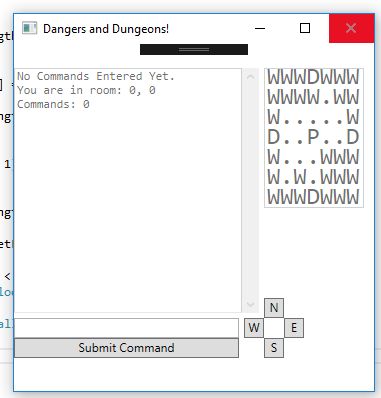 Dangers and Dungeons!
No Commands Entered Yet.
You are in room: 0, 0
Commands: 0
WWWDWWW
WWWW.WW
W.....W
D..P..D
W...WWW
W.W.WWW
WWWDWWW
N
W E
S
Submit Command